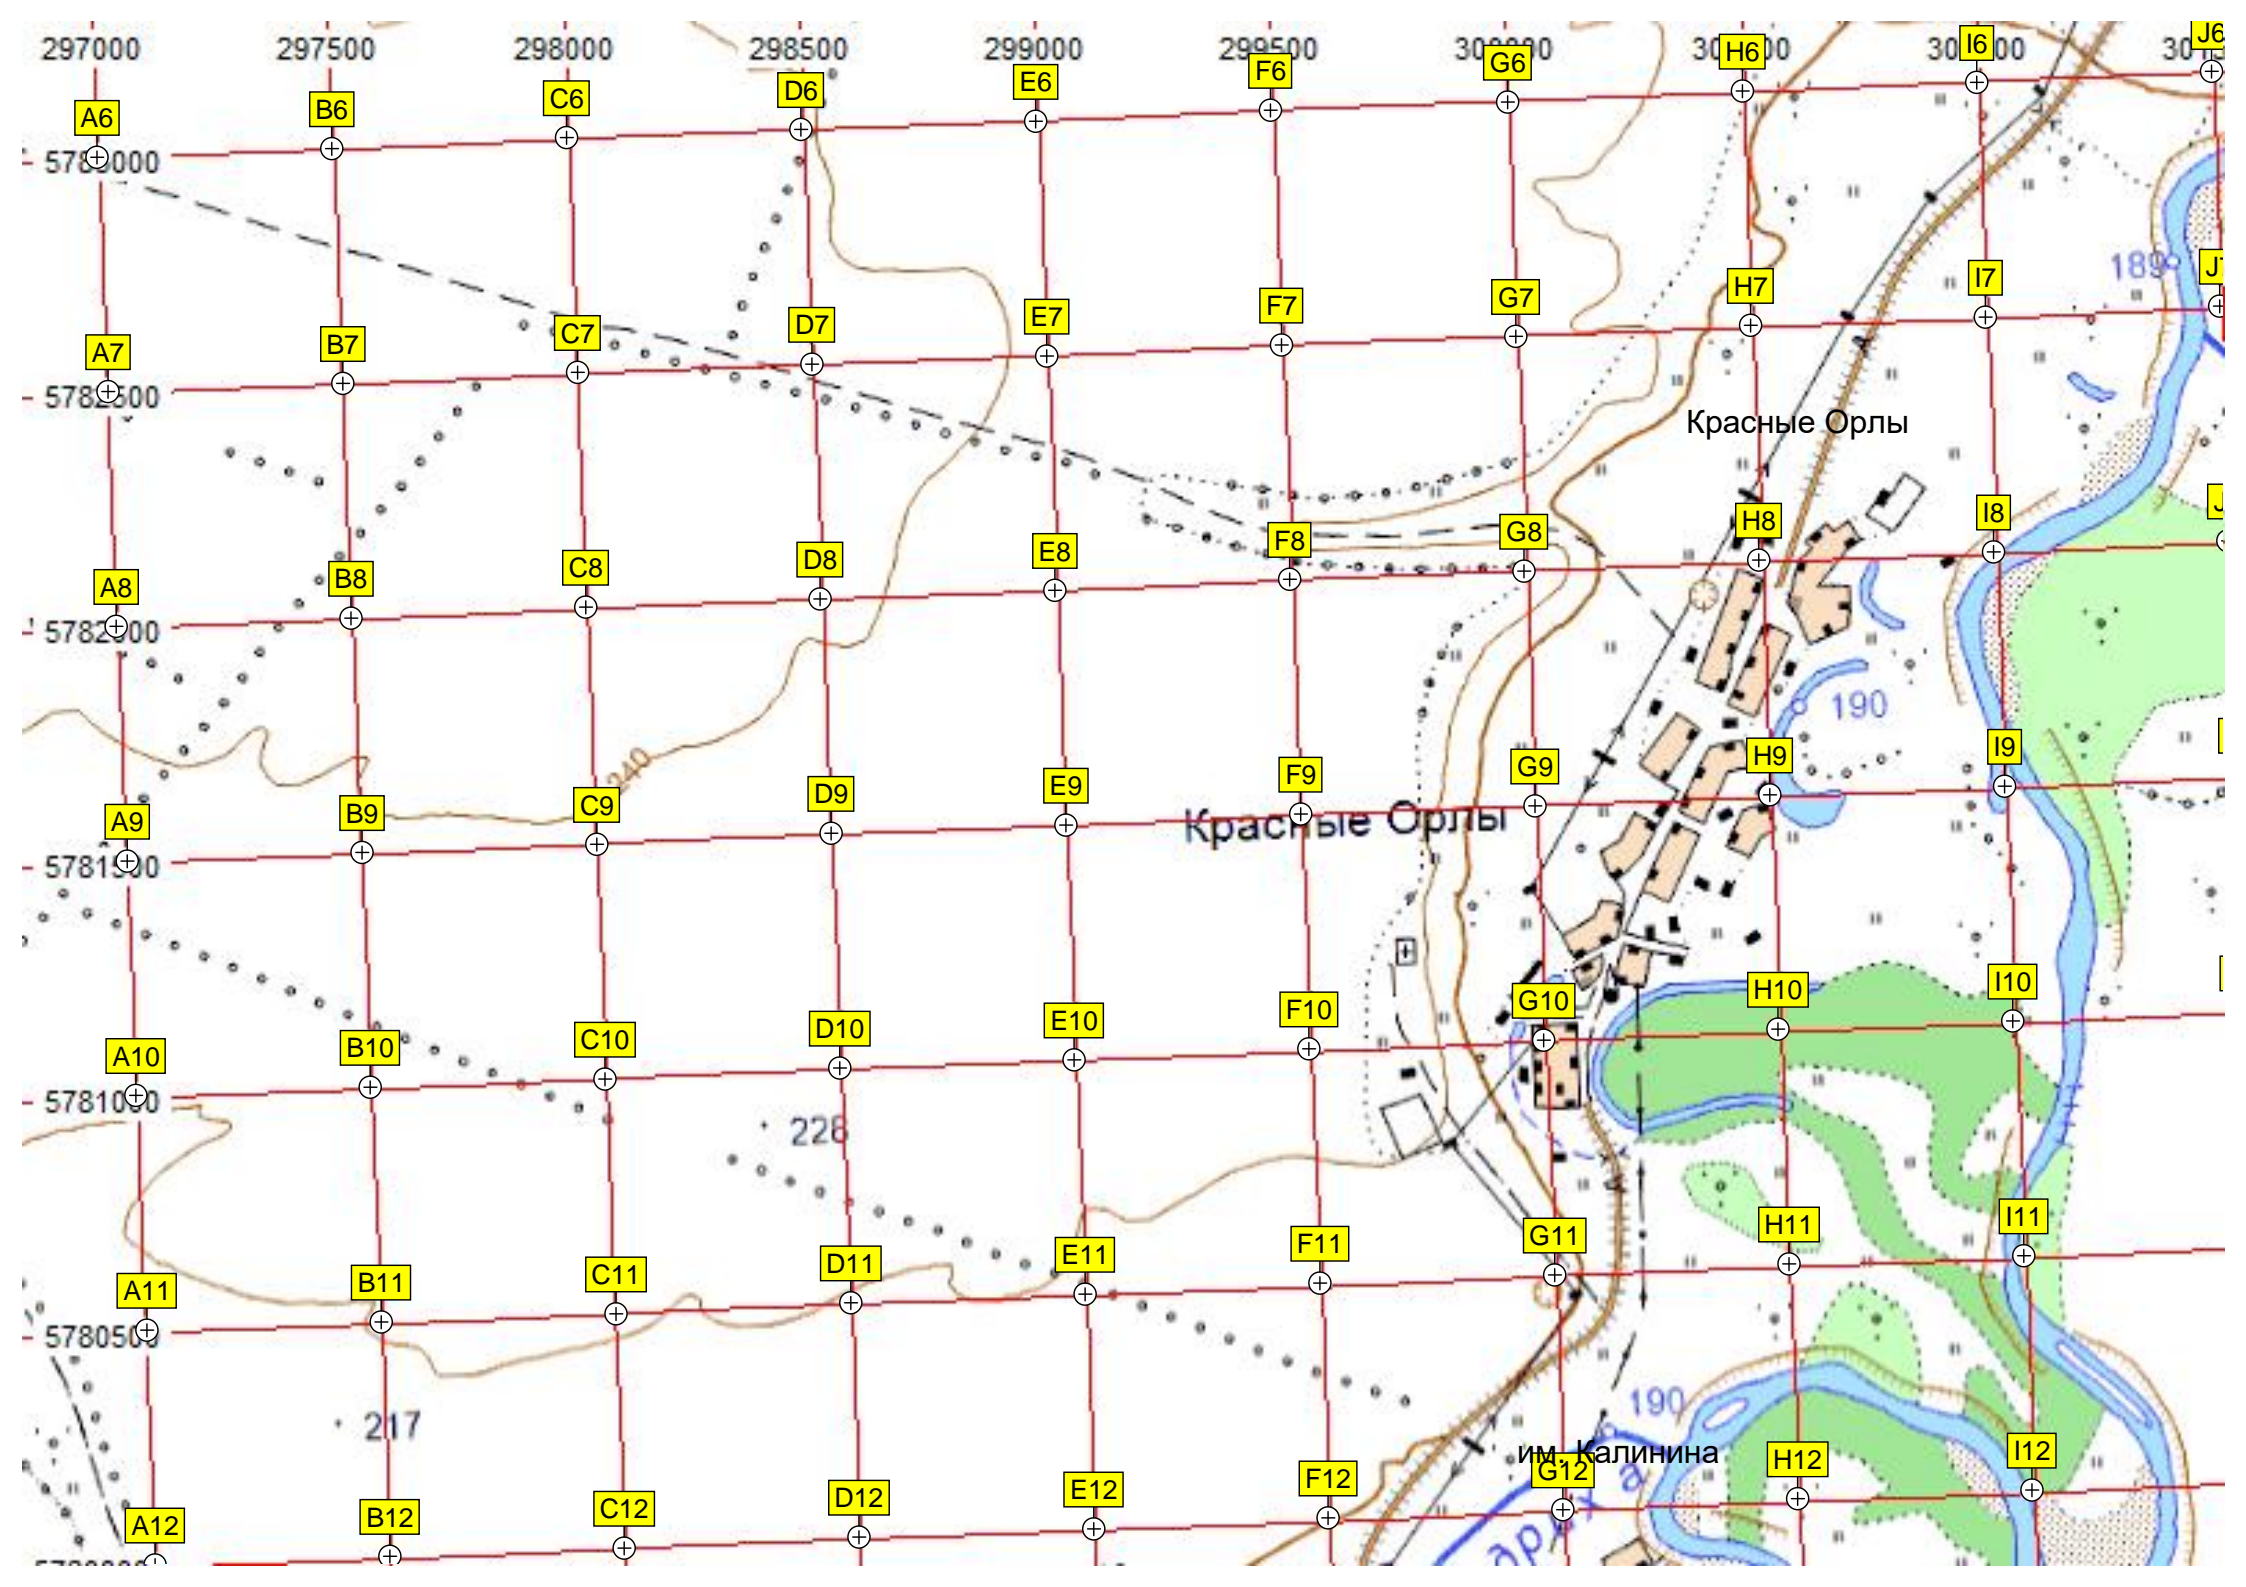 297000 297500 298000 298500 299000 299500
A6 B6 C6 D6 E6 F6 G6 H6 I6 J6
189
A7 B7 C7 D7 E7 F7 G7 H7 I7
Красные Орлы
A8 B8 C8 D8 E8 F8 G8 H8 I8
190
240
A9 B9 C9 D9 E9 F9 G9 H9 I9
Красные Орлы
A10 B10 C10 D10 E10 F10 G10 H10 I10
5781000
226
A11 B11 C11 D11 E11 F11 G11 H11 I11
5780500
217
190
им. Калинина
A12 B12 C12 D12 E12 F12 G12 H12 I12